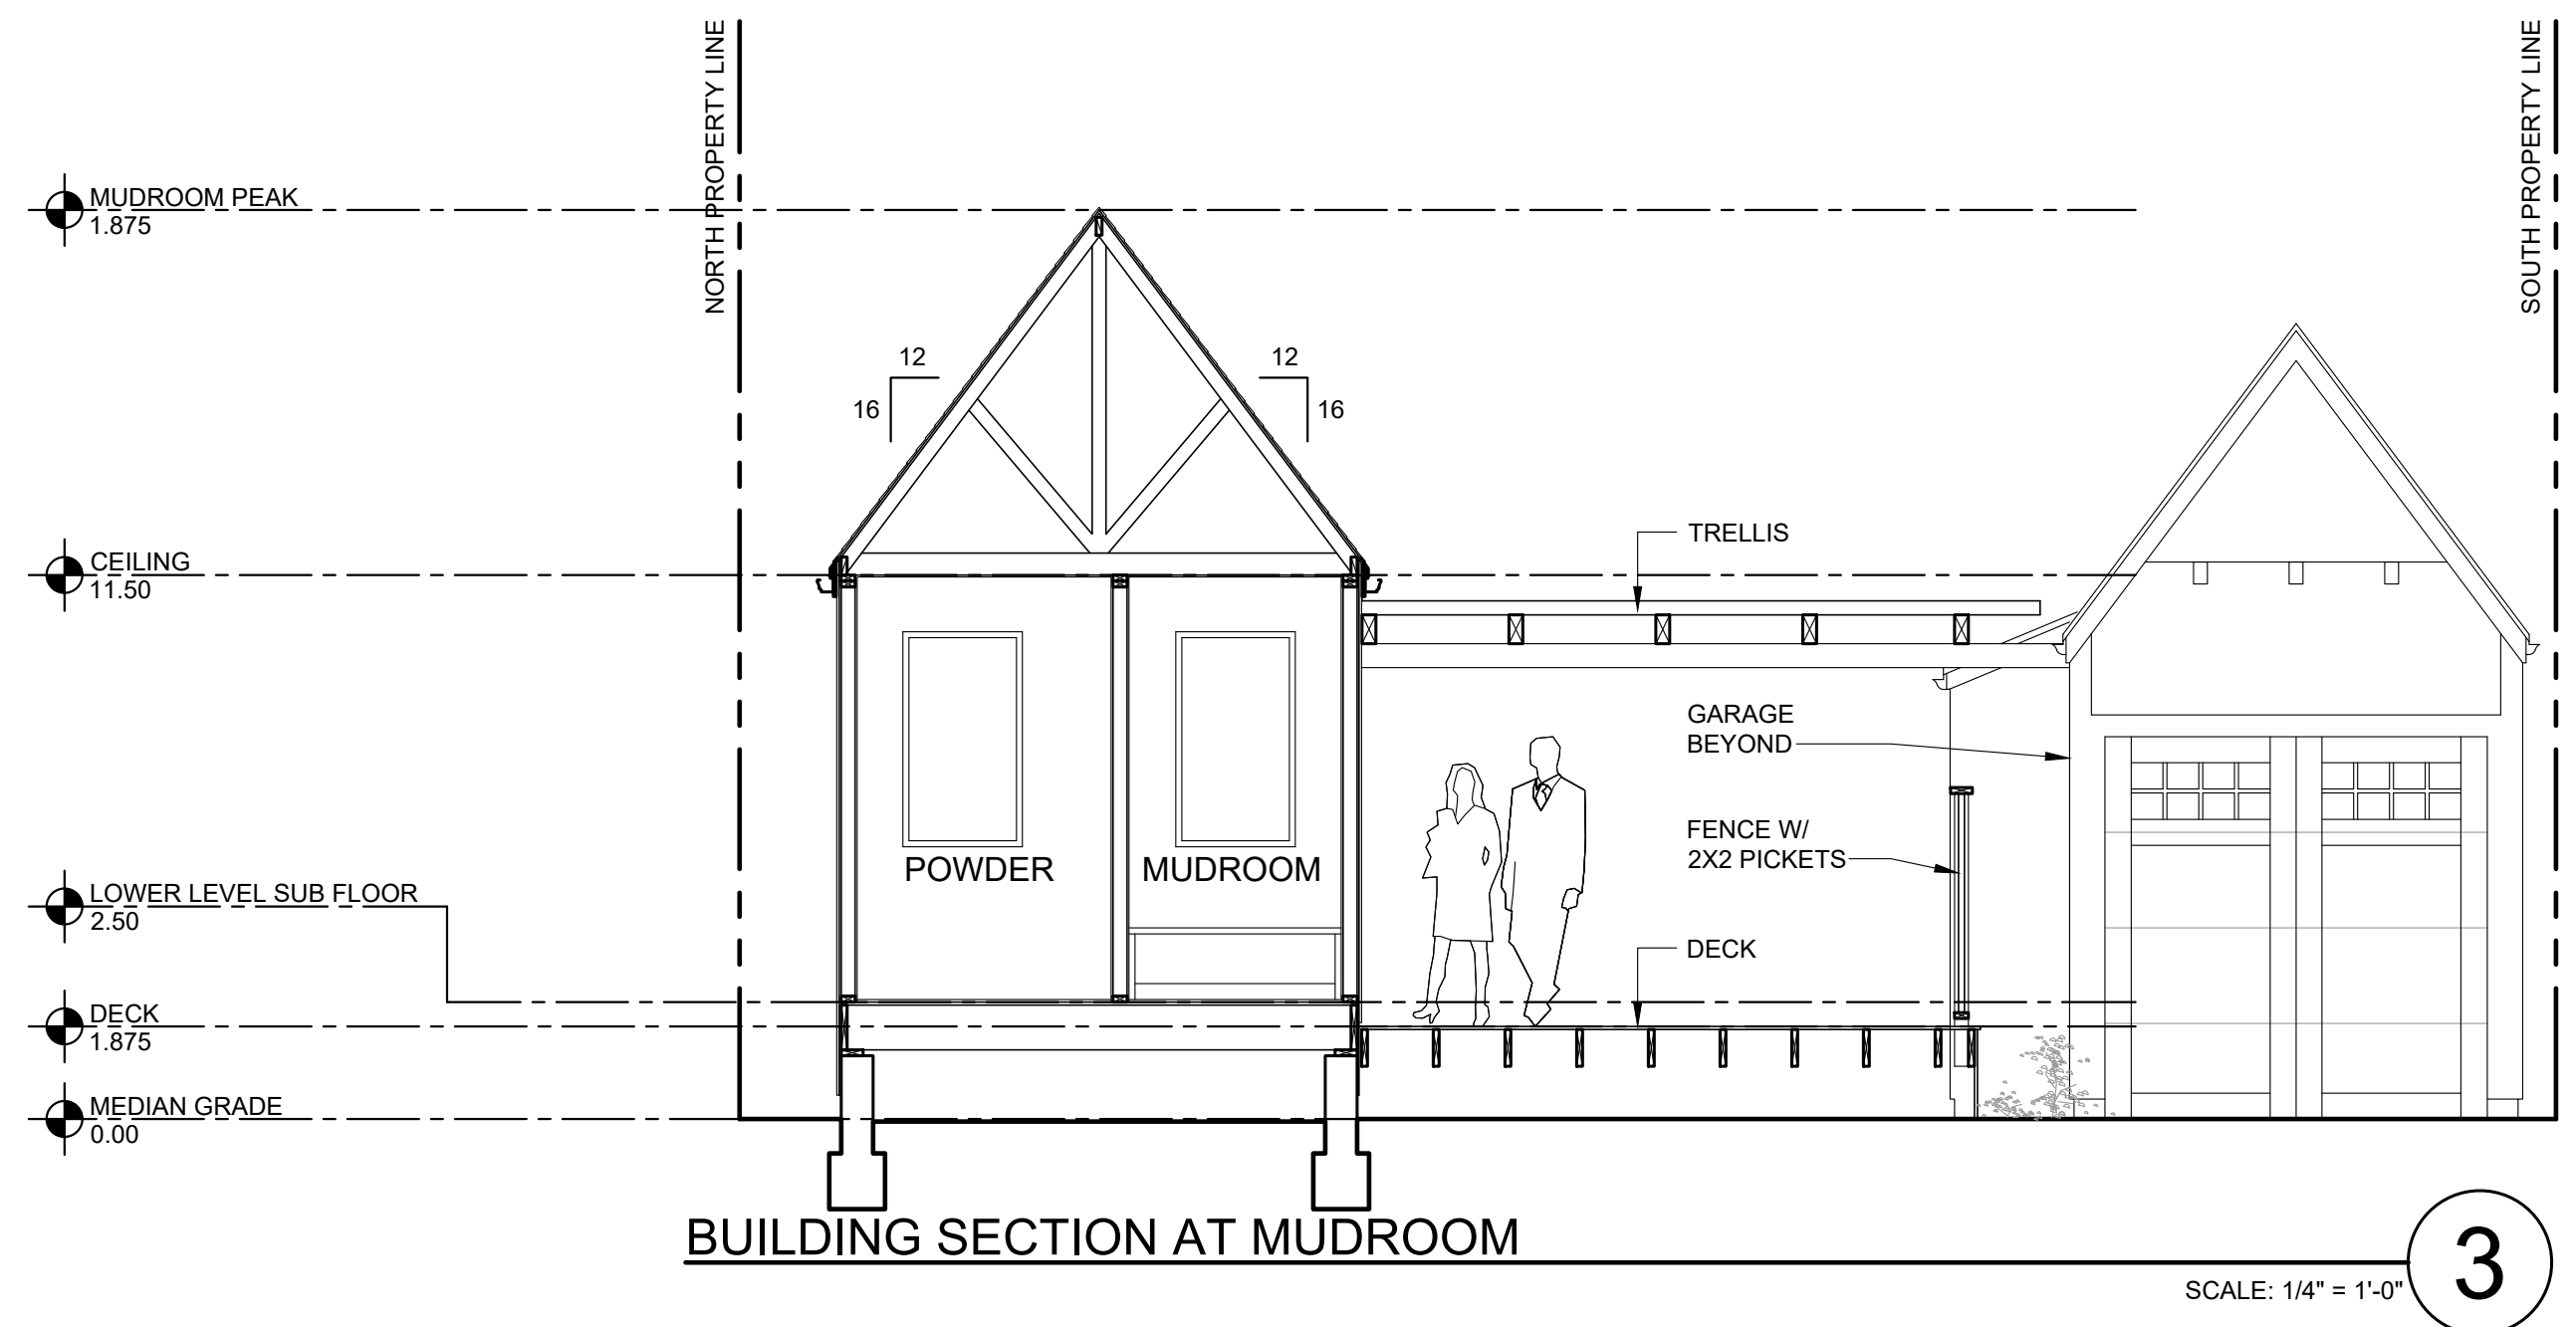 NORTH PROPERTY LINE
SOUTH PROPERTY LINE
MUDROOM PEAK
1.875
12
12
16
16
TRELLIS
CEILING
11.50
GARAGE
BEYOND
FENCE W/
2X2 PICKETS
POWDER
MUDROOM
LOWER LEVEL SUB FLOOR
2.50
DECK
DECK
1.875
MEDIAN GRADE
0.00
BUILDING SECTION AT MUDROOM
3
SCALE: 1/4" = 1'-0"